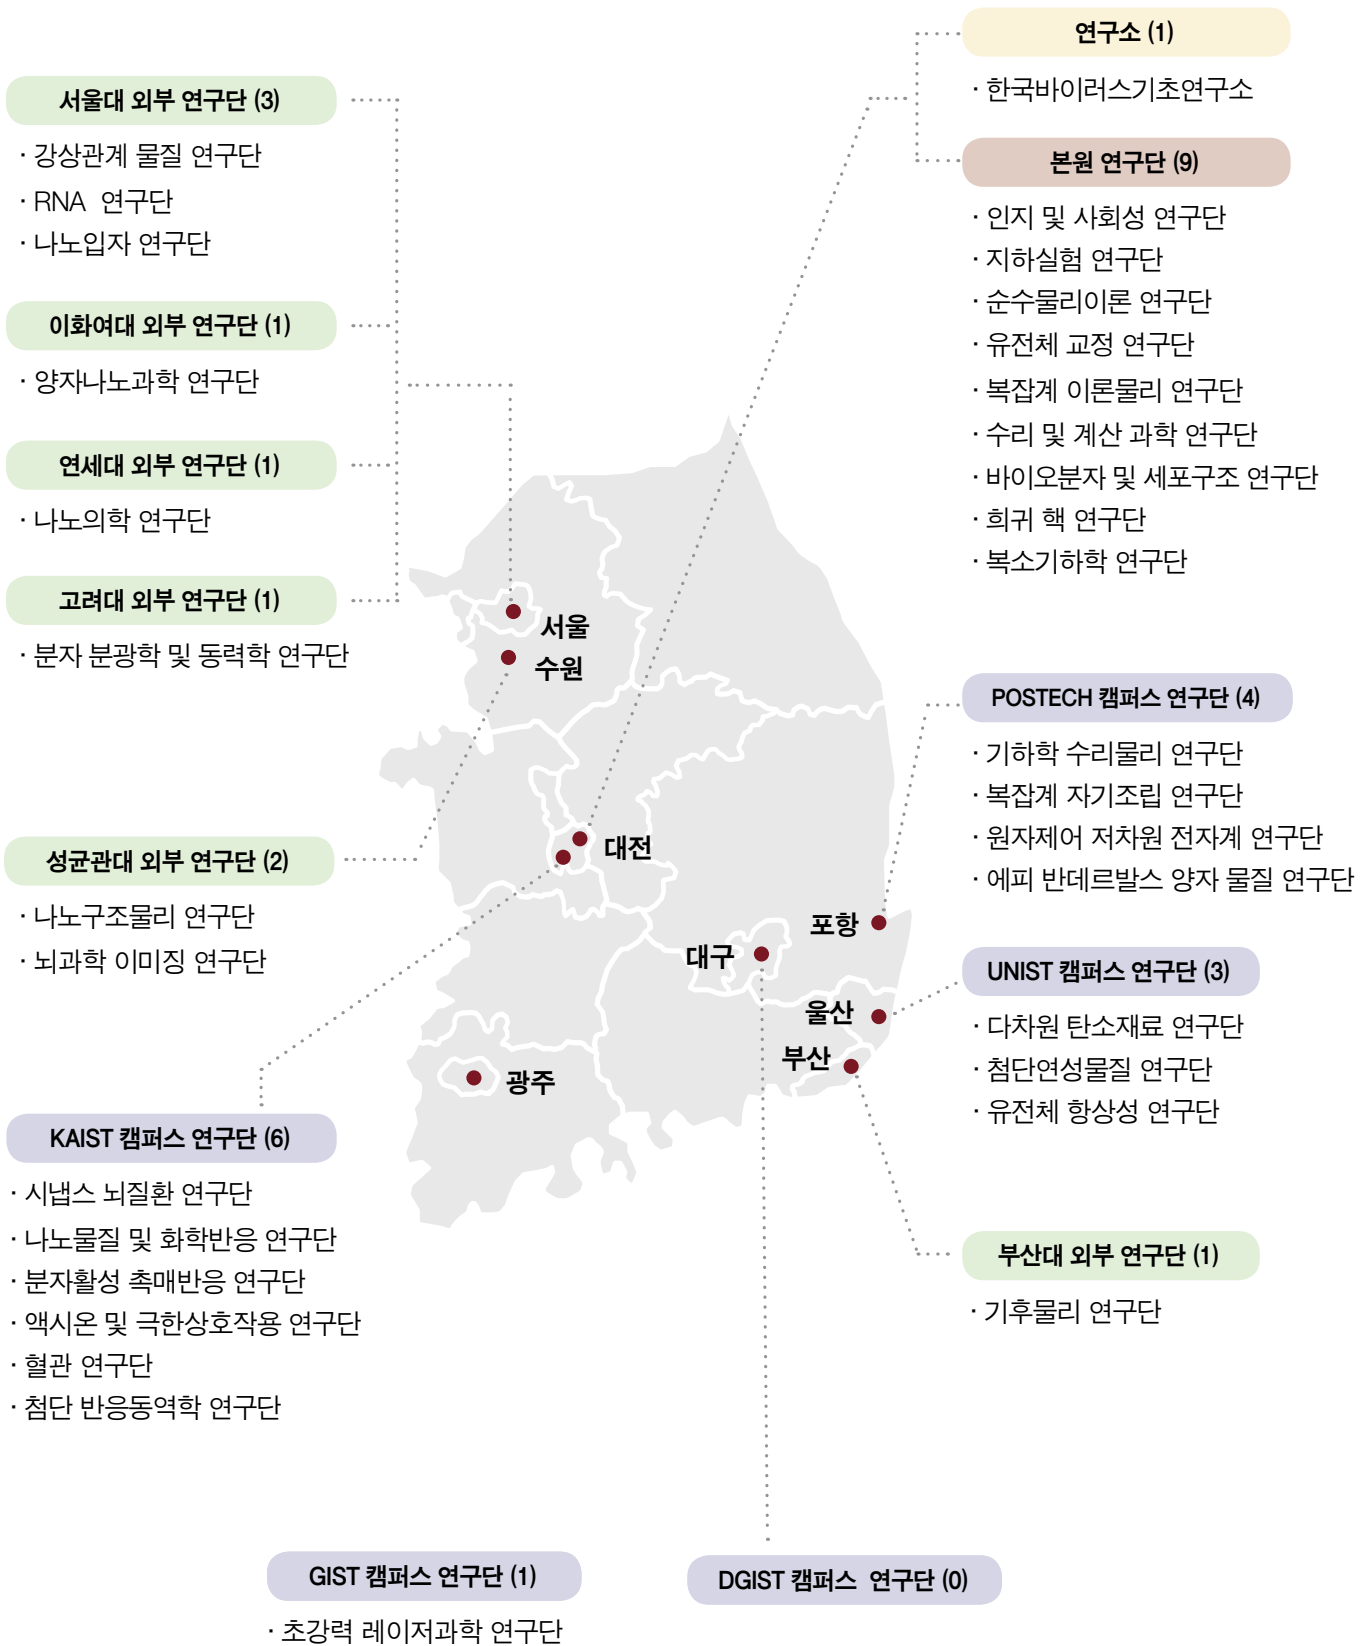 서울대 외부 연구단 (3)
· 강상관계 물질 연구단
· RNA 연구단
· 나노입자 연구단
이화여대 외부 연구단 (1)
· 양자나노과학 연구단
연세대 외부 연구단 (1)
· 나노의학 연구단
고려대 외부 연구단 (1)
· 분자 분광학 및 동력학 연구단
성균관대 외부 연구단 (2)
· 나노구조물리 연구단
· 뇌과학 이미징 연구단
KAIST 캠퍼스 연구단 (6)
· 시냅스 뇌질환 연구단
· 나노물질 및 화학반응 연구단
· 분자활성 촉매반응 연구단
· 액시온 및 극한상호작용 연구단
· 혈관 연구단
· 첨단 반응동역학 연구단
서울
수원
대전
포항
대구
울산
부산
광주
연구소 (1)
· 한국바이러스기초연구소
본원 연구단 (9)
· 인지 및 사회성 연구단
· 지하실험 연구단
· 순수물리이론 연구단
· 유전체 교정 연구단
· 복잡계 이론물리 연구단
· 수리 및 계산 과학 연구단
· 바이오분자 및 세포구조 연구단
· 희귀 핵 연구단
· 복소기하학 연구단
POSTECH 캠퍼스 연구단 (4)
· 기하학 수리물리 연구단
· 복잡계 자기조립 연구단
· 원자제어 저차원 전자계 연구단
· 에피 반데르발스 양자 물질 연구단
UNIST 캠퍼스 연구단 (3)
· 다차원 탄소재료 연구단
· 첨단연성물질 연구단
· 유전체 항상성 연구단
부산대 외부 연구단 (1)
· 기후물리 연구단
GIST 캠퍼스 연구단 (1)
· 초강력 레이저과학 연구단
DGIST 캠퍼스 연구단 (0)